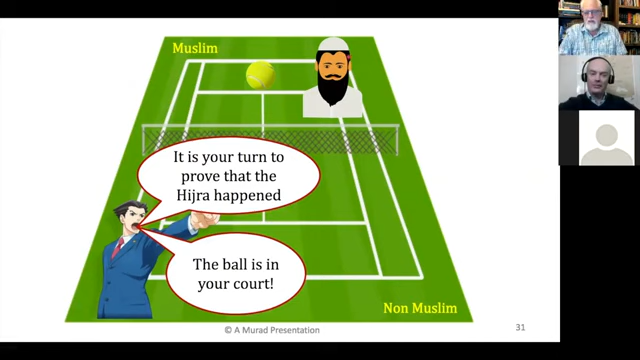 Muslim
It is your turn to
prove that the
Hijra happened
The ball is in
your court!
Non Muslim
© A Murad Presentation
31